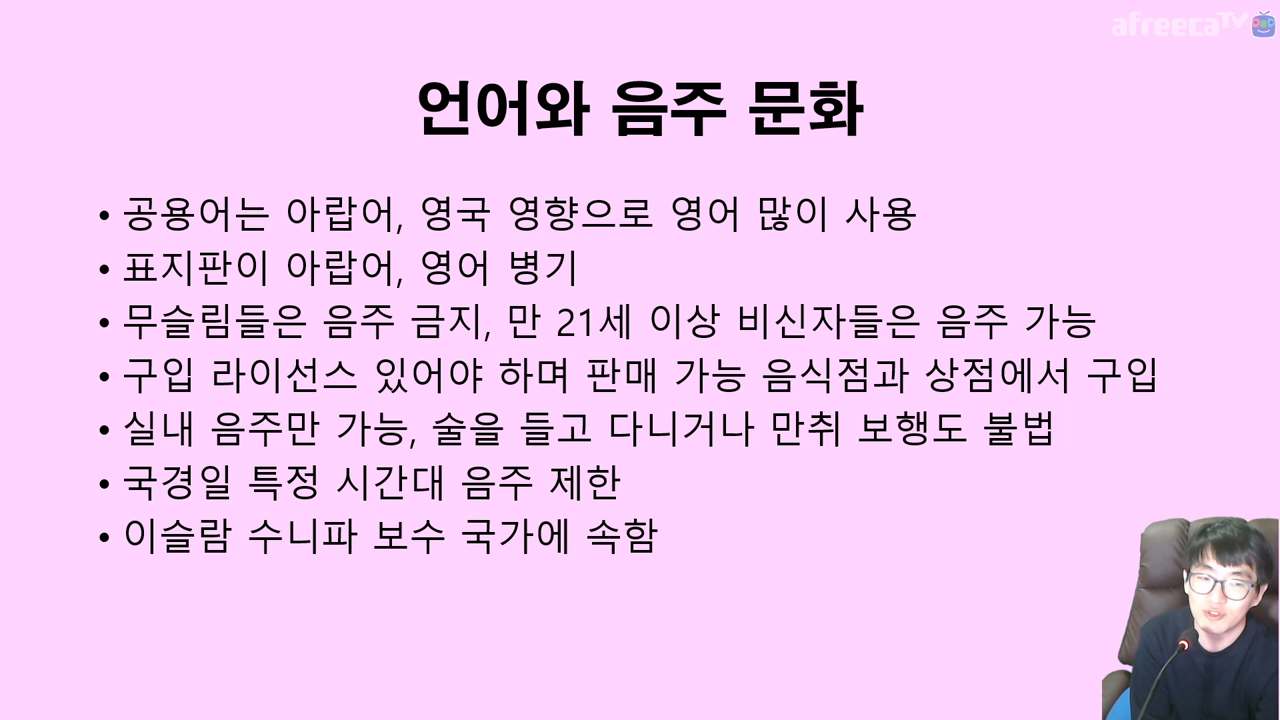 afreecaTV
언어와 음주 문화
• 공용어는 아랍어, 영국 영향으로 영어 많이 사용
• 표지판이 아랍어, 영어 병기
• 무슬림들은 음주 금지, 만 21세 이상 비신자들은 음주 가능
• 구입 라이선스 있어야 하며 판매 가능 음식점과 상점에서 구입
• 실내 음주만 가능, 술을 들고 다니거나 만취 보행도 불법
• 국경일 특정 시간대 음주 제한
• 이슬람 수니파 보수 국가에 속함